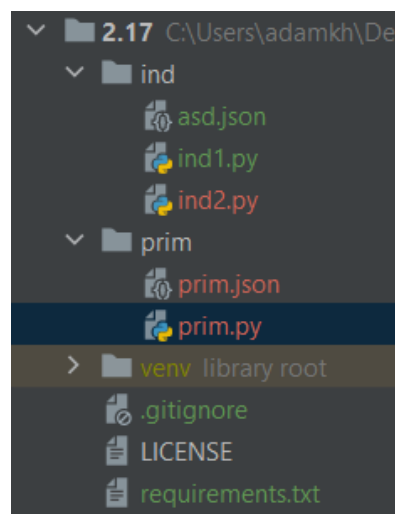 2.17 C:\Users\adamkh\De
ind
asd.json
ind1.py
ind2.py
prim
prim.json
prim.py
venv library root
.gitignore
LICENSE
requirements.txt